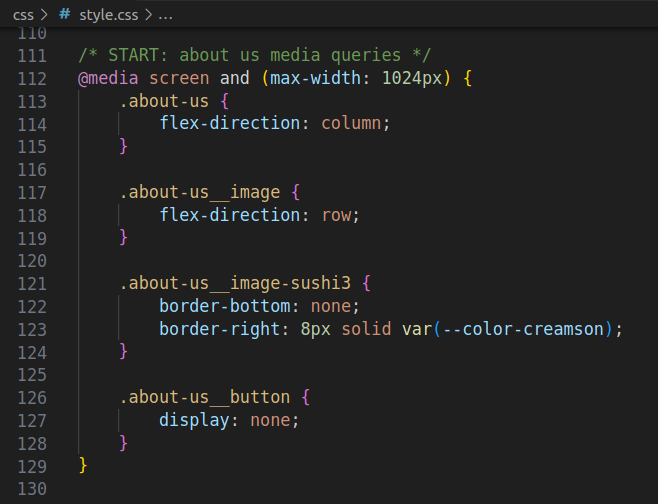 css > # style.css > ...
110
111 /* START: about us media queries */
112 @media screen and (max-width: 1024px) {
113     .about-us {
114         flex-direction: column;
115     }
116
117     .about-us__image {
118         flex-direction: row;
119     }
120
121     .about-us__image-sushi3 {
122         border-bottom: none;
123         border-right: 8px solid var(--color-creamson);
124     }
125
126     .about-us__button {
127         display: none;
128     }
129 }
130